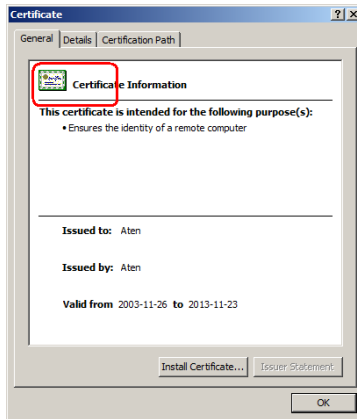 Certificate
General Details Certification Path
Certificate Information
This certificate is intended for the following purpose(s):
• Ensures the identity of a remote computer
Issued to: Aten
Issued by: Aten
Valid from 2003-11-26 to 2013-11-23
Install Certificate... Issuer Statement
OK